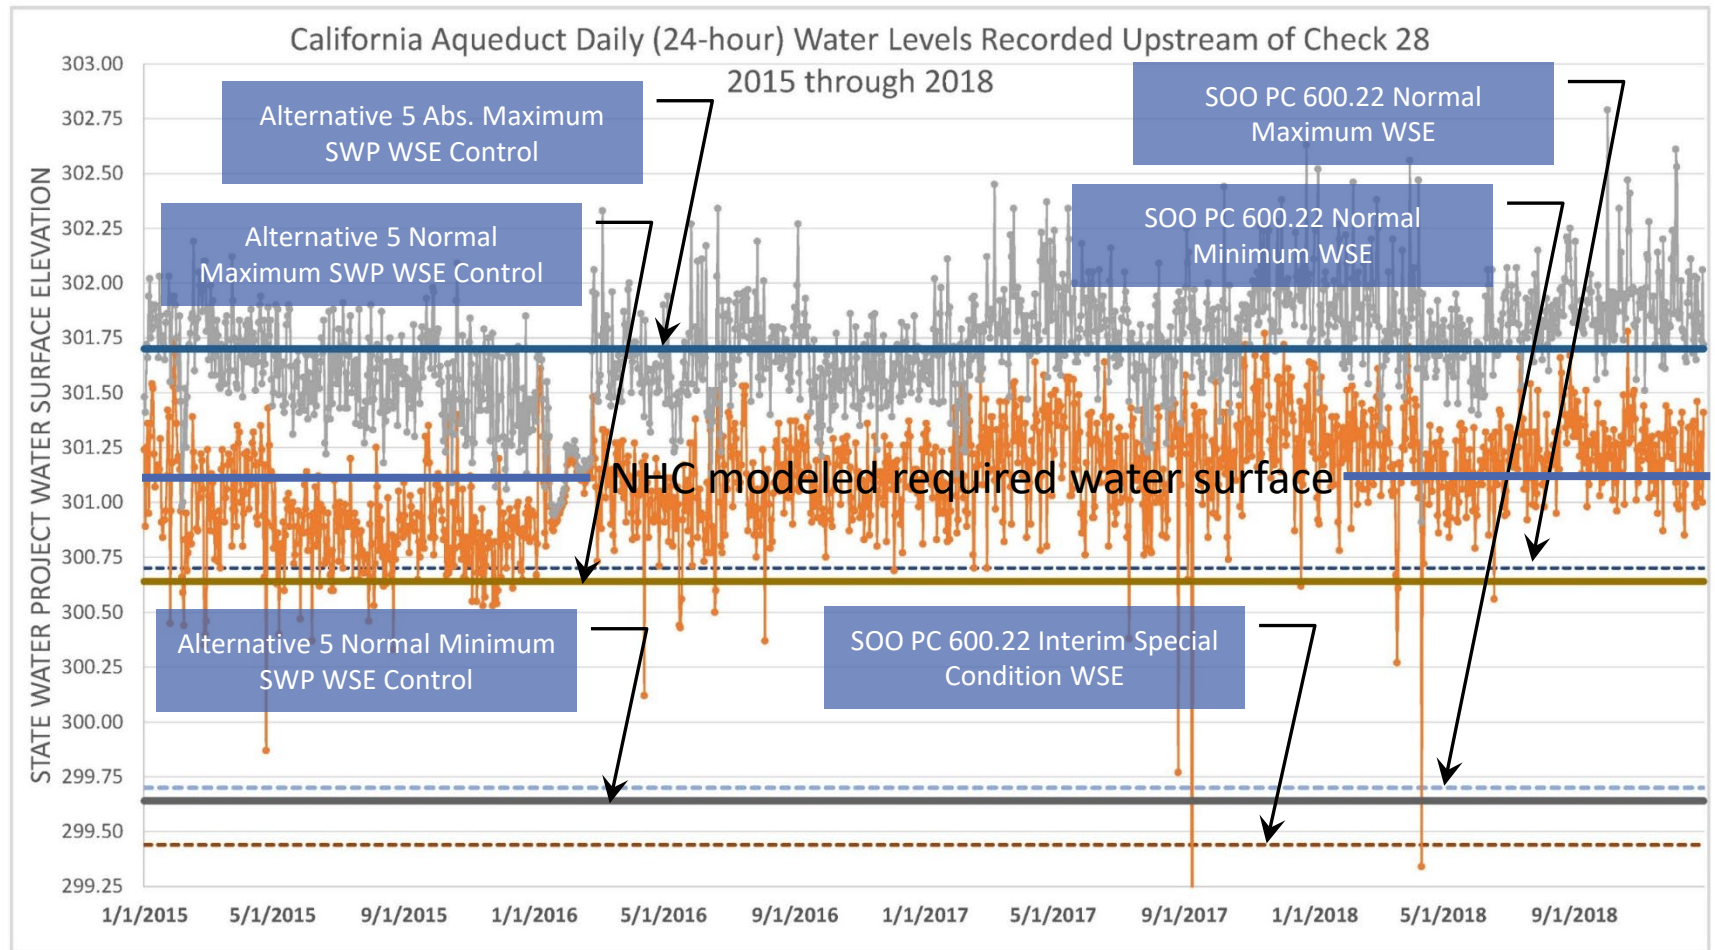 California Aqueduct Daily (24-hour) Water Levels Recorded Upstream of Check 28
2015 through 2018
STATE WATER PROJECT WATER SURFACE ELEVATION
303.00
302.75
302.50
302.25
302.00
301.75
301.50
301.25
301.00
300.75
300.50
300.25
300.00
299.75
299.50
299.25
Alternative 5 Abs. Maximum
SWP WSE Control
SOO PC 600.22 Normal
Maximum WSE
Alternative 5 Normal
Maximum SWP WSE Control
SOO PC 600.22 Normal
Minimum WSE
NHC modeled required water surface
Alternative 5 Normal Minimum
SWP WSE Control
SOO PC 600.22 Interim Special
Condition WSE
1/1/2015
5/1/2015
9/1/2015
1/1/2016
5/1/2016
9/1/2016
1/1/2017
5/1/2017
9/1/2017
1/1/2018
5/1/2018
9/1/2018